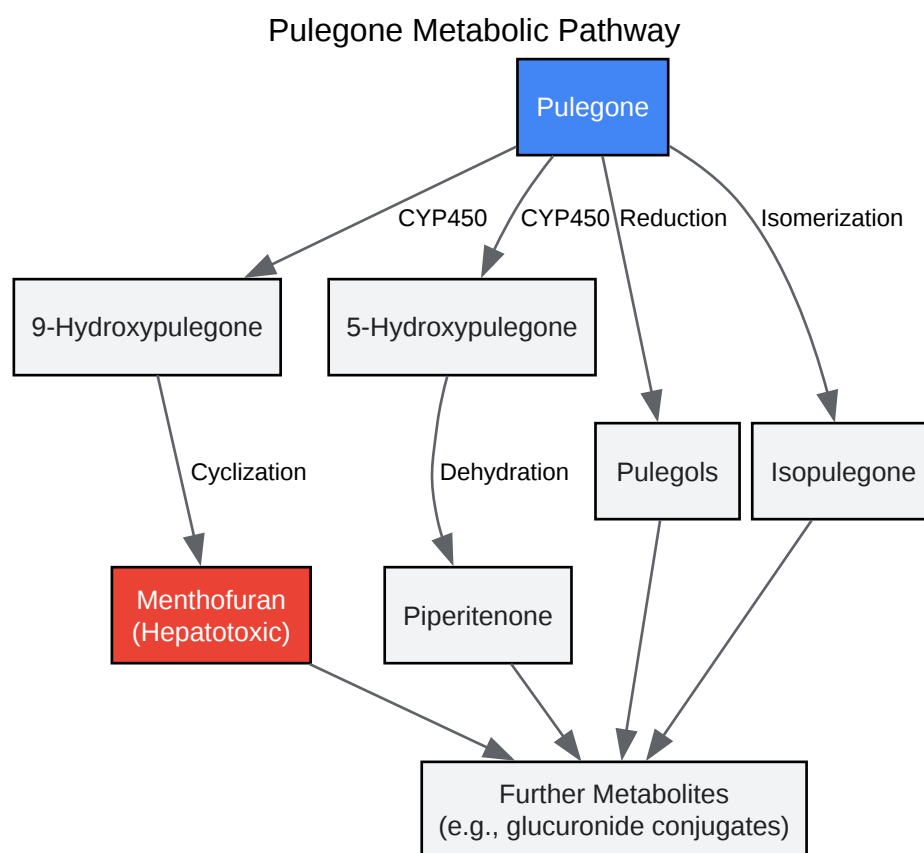 Pulegone Metabolic Pathway
Pulegone
CYP450
CYP450
Reduction
Isomerization
9-Hydroxypulegone
5-Hydroxypulegone
Pulegols
Isopulegone
Cyclization
Dehydration
Menthofuran
(Hepatotoxic)
Piperitenone
Further Metabolites
(e.g., glucuronide conjugates)